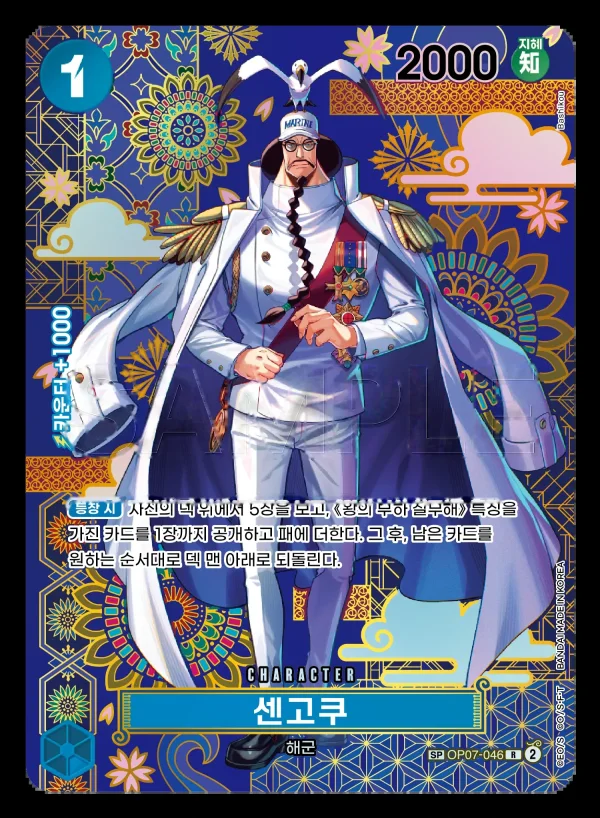 1
2000
지혜
知
Bashikou
MARINE
카운터 +1000
SAMPLE
등장 시 자신의 덱 위에서 5장을 보고, 《왕의 부하 칠무해》 특징을
가진 카드를 1장까지 공개하고 패에 더한다. 그 후, 남은 카드를
원하는 순서대로 덱 맨 아래로 되돌린다.
CHARACTER
센고쿠
해군
SP OP07-046 R 2
©EO/S ©O/S·F·T BANDAI MADE IN KOREA